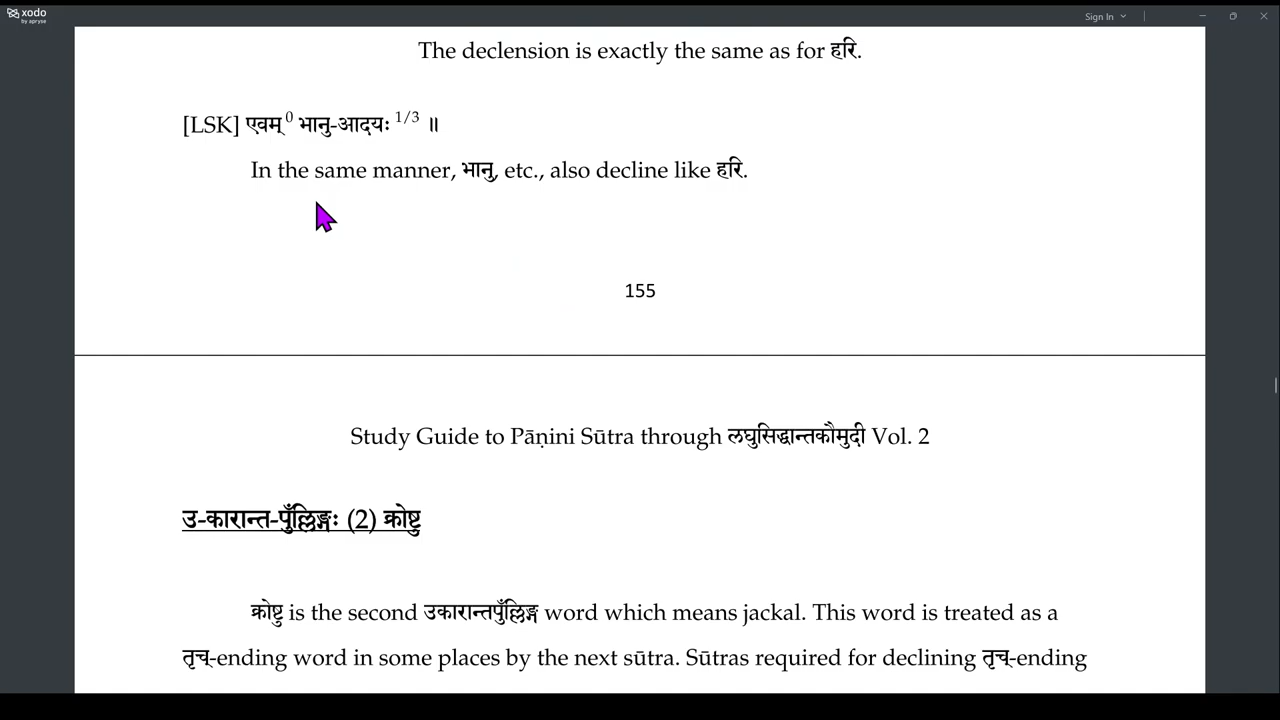 xodo
by apryse
Sign In
The declension is exactly the same as for हरि.
[LSK] एवम् 0 भानु-आदयः 1/3 ॥
In the same manner, भानु, etc., also decline like हरि.
155
Study Guide to Pāṇini Sūtra through लघुसिद्धान्तकौमुदी Vol. 2
उ-कारान्त-पुँल्लिङ्गः (2) क्रोष्टु
क्रोष्टु is the second उकारान्तपुँल्लिङ्ग word which means jackal. This word is treated as a
तृच्-ending word in some places by the next sūtra. Sūtras required for declining तृच्-ending